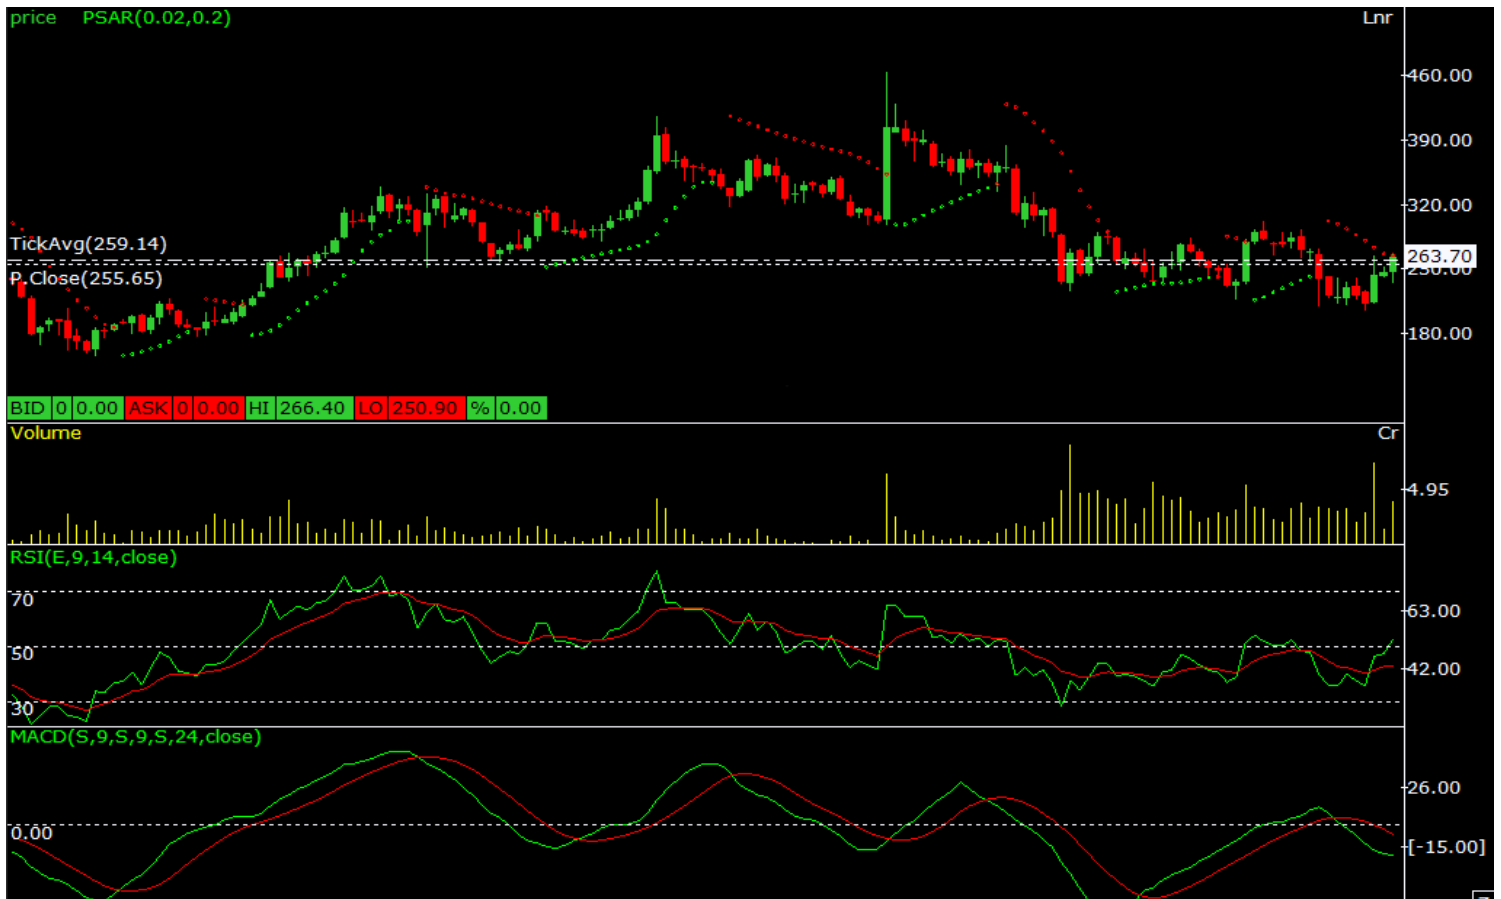 price PSAR(0.02,0.2) Lnr
460.00
390.00
320.00
TickAvg(259.14)
263.70
P.Close(255.65)
180.00
BID 0 0.00 ASK 0 0.00 HI 266.40 LO 250.90 % 0.00
Volume Cr
4.95
RSI(E,9,14,close)
70
63.00
50
42.00
30
MACD(S,9,S,9,S,24,close)
26.00
0.00
[-15.00]